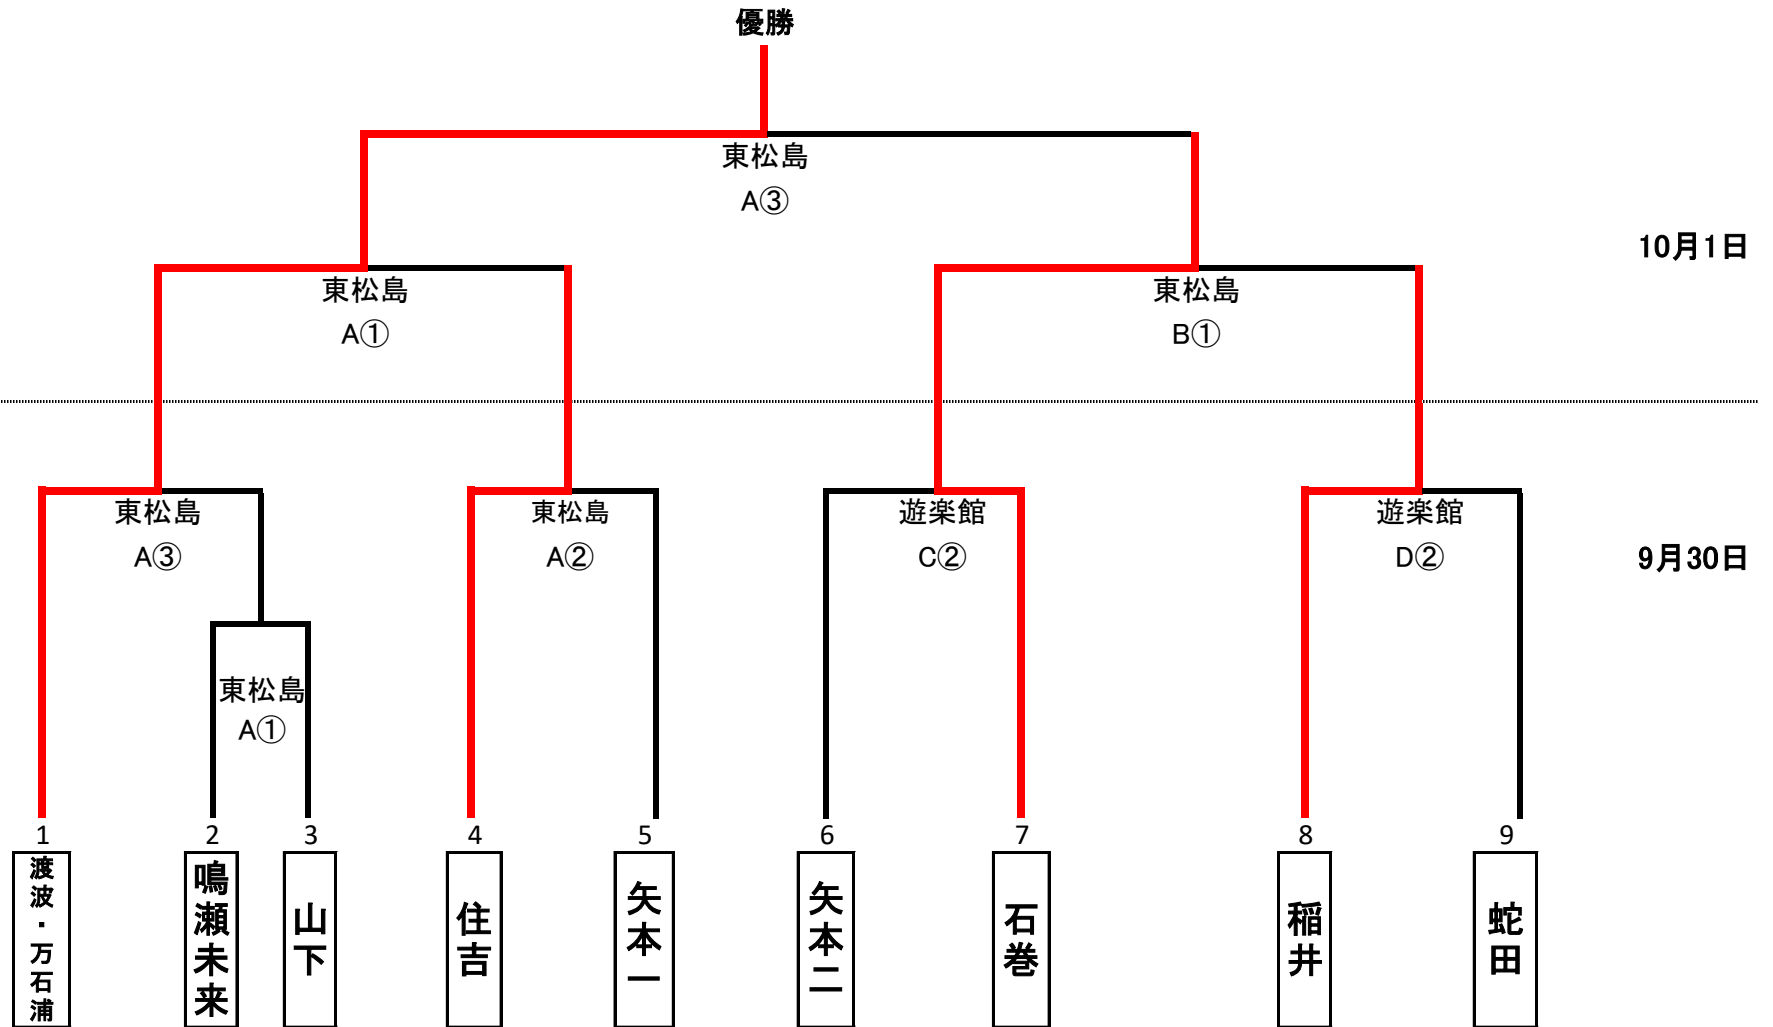 優勝
東松島
A③
10月1日
東松島
A①
東松島
B①
東松島
A③
東松島
A②
遊楽館
C②
遊楽館
D②
9月30日
東松島
A①
1
2
3
4
5
6
7
8
9
渡波・万石浦
鳴瀬未来
山下
住吉
矢本一
矢本二
石巻
稲井
蛇田